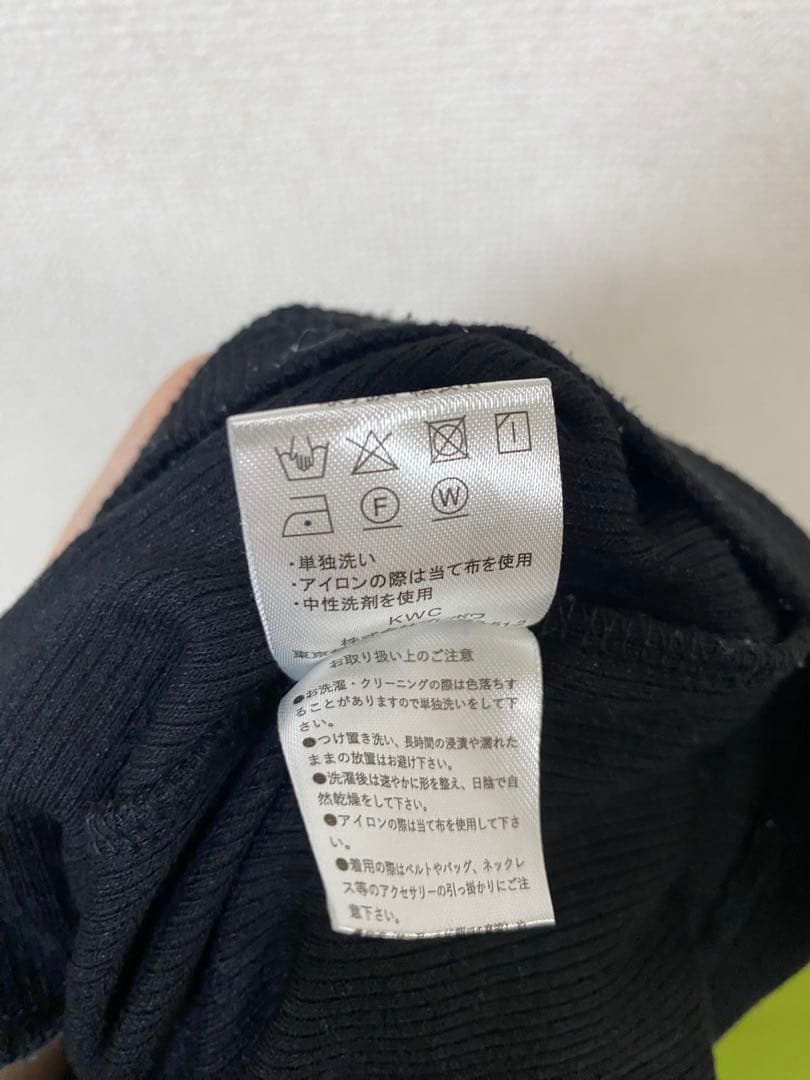 F W
・単独洗い
・アイロンの際は当て布を使用
・中性洗剤を使用
KWC
株式会社
東京
お取り扱い上のご注意
●お洗濯・クリーニングの際は色落ちす
ることがありますので単独洗いをして下
さい。
●つけ置き洗い、長時間の浸漬や濡れた
ままの放置はお避け下さい。
●洗濯後は速やかに形を整え、日陰で自
然乾燥をして下さい。
●アイロンの際は当て布を使用して下さ
い。
●着用の際はベルトやバッグ、ネックレ
ス等のアクセサリーの引っ掛かりにご注
意下さい。